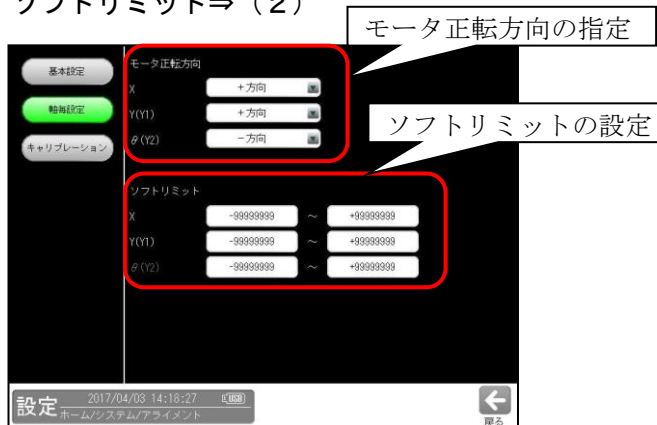 ソフトリミット⇒（２）
モータ正転方向の指定
基本設定
軸毎設定
キャリブレーション
モータ正転方向
X
+方向
Y(Y1)
+方向
θ(Y2)
-方向
ソフトリミットの設定
ソフトリミット
X
-99999999
～
+99999999
Y(Y1)
-99999999
～
+99999999
θ(Y2)
-99999999
～
+99999999
設定
2017/04/03 14:18:27
USB
ホーム/システム/アライメント
戻る